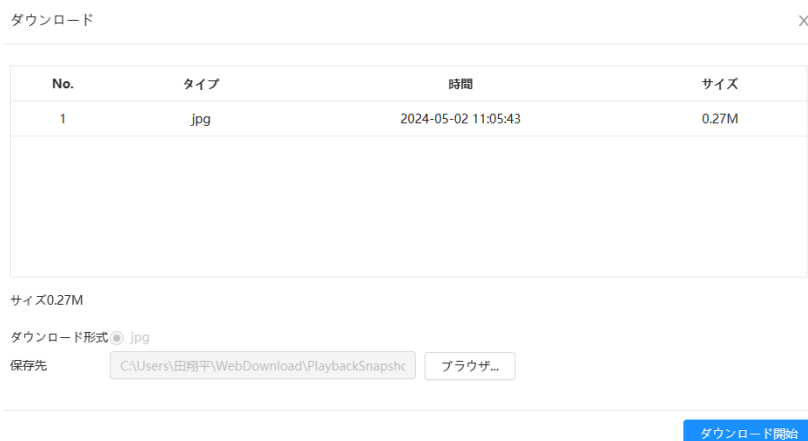 ダウンロード
No. タイプ 時間 サイズ
1 jpg 2024-05-02 11:05:43 0.27M
サイズ0.27M
ダウンロード形式 jpg
保存先 C:\Users\田翔平\WebDownload\PlaybackSnapsho ブラウザ...
ダウンロード開始